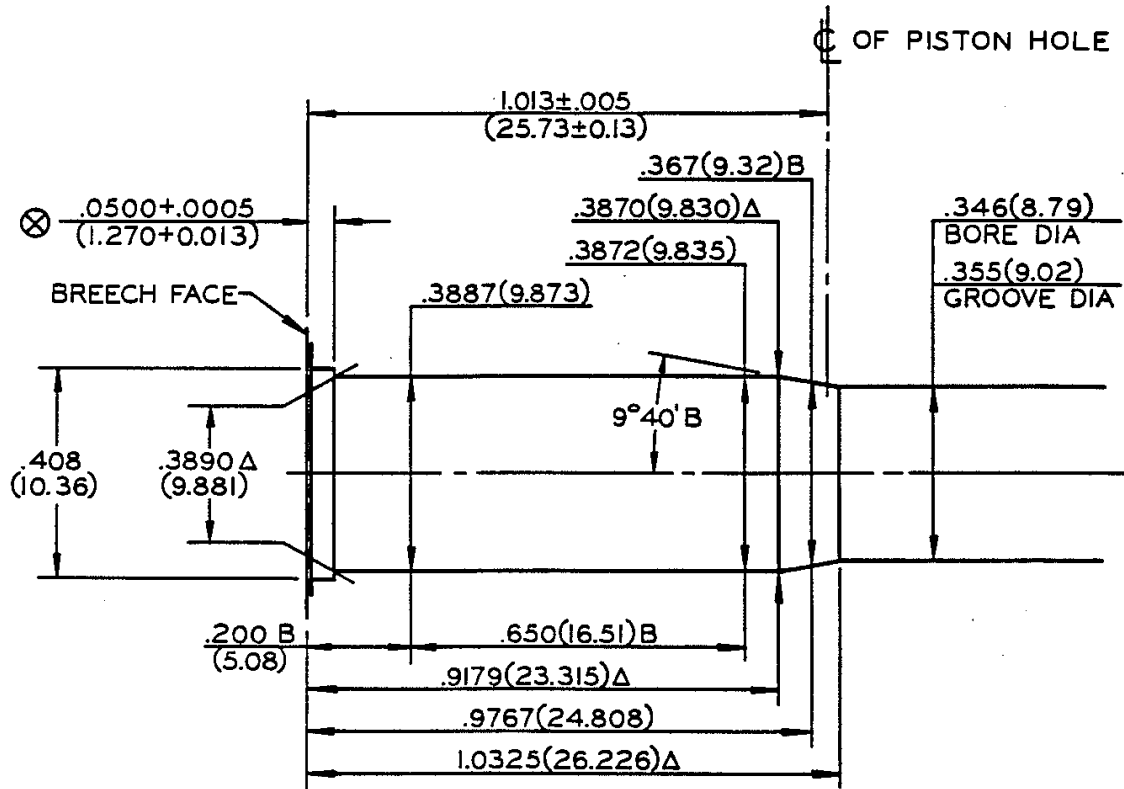 ℄ OF PISTON HOLE
1.013±.005
(25.73±0.13)
.367(9.32)B
⊗ .0500+.0005
(1.270+0.013)
.3870(9.830)Δ
.346(8.79)
BORE DIA
.3872(9.835)
.355(9.02)
GROOVE DIA
BREECH FACE
.3887(9.873)
9°40'B
.408
(10.36)
.3890Δ
(9.881)
.200 B
(5.08)
.650(16.51)B
.9179(23.315)Δ
.9767(24.808)
1.0325(26.226)Δ